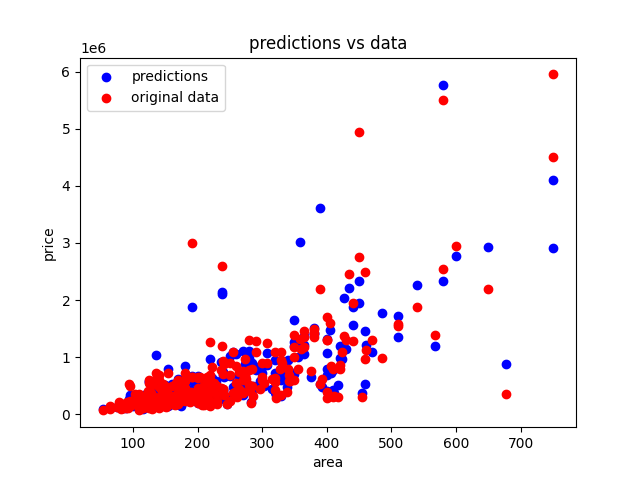 predictions vs data
1e6
predictions
original data
6
5
4
3
2
1
0
price
100 200 300 400 500 600 700
area